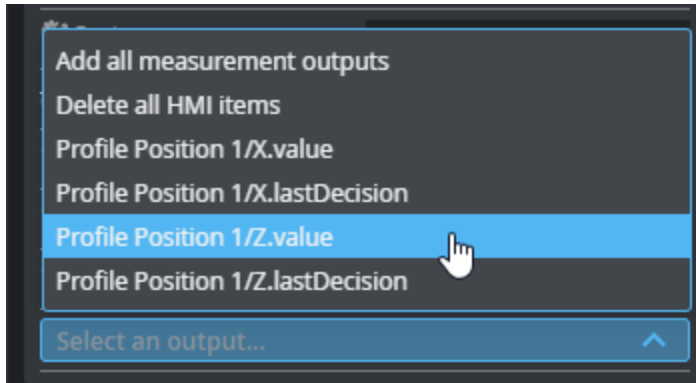 Add all measurement outputs
Delete all HMI items
Profile Position 1/X.value
Profile Position 1/X.lastDecision
Profile Position 1/Z.value
Profile Position 1/Z.lastDecision
Select an output...